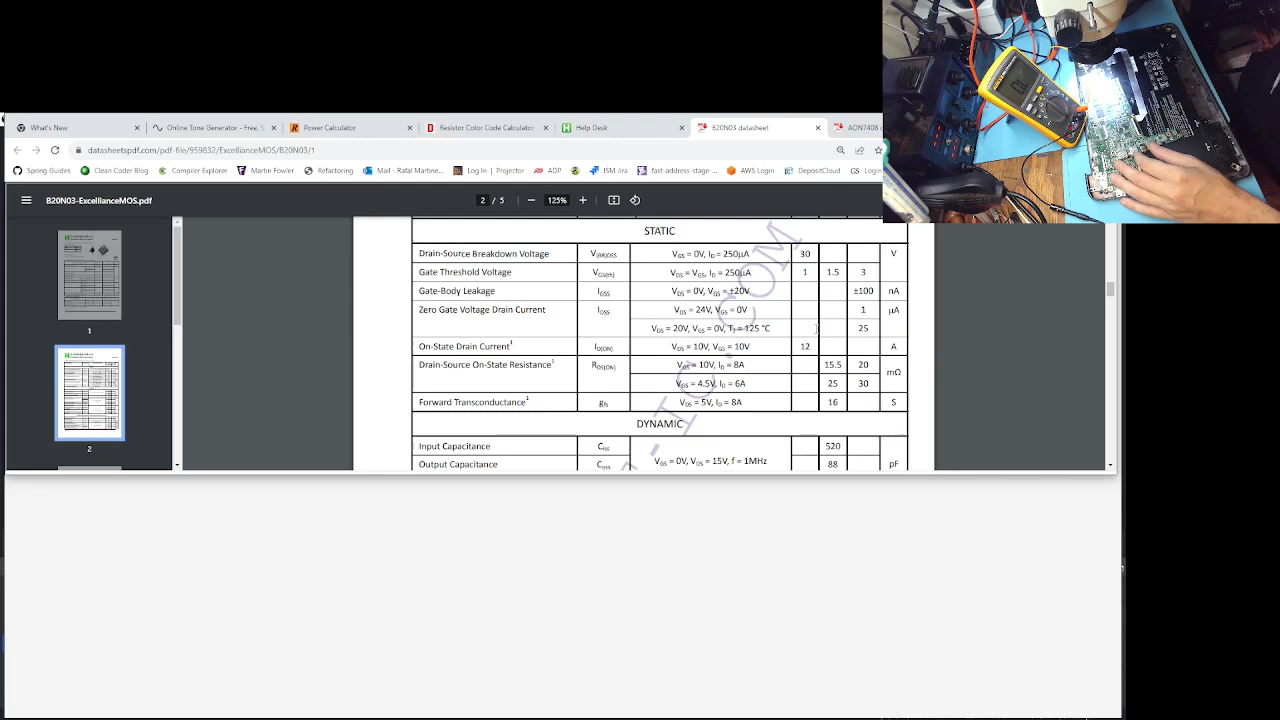 What's New
Online Tone Generator - Free, S
Power Calculator
Resistor Color Code Calculator
Help Desk
B20N03 datasheet
AON7408 d
datasheetspdf.com/pdf-file/959832/ExcellianceMOS/B20N03/1
Spring Guides
Clean Coder Blog
Compiler Explorer
Martin Fowler
Refactoring
Mail - Rafal Martine...
Log In | Projector
ADP
ISM Jira
fast-address-stage-...
AWS Login
DepositCloud
Login
B20N03-ExcellianceMOS.pdf
2 / 5
125%
1
2
STATIC
Drain-Source Breakdown Voltage V(BR)DSS VGS = 0V, ID = 250μA 30 V
Gate Threshold Voltage VGS(th) VDS = VGS, ID = 250μA 1 1.5 3
Gate-Body Leakage IGSS VDS = 0V, VGS = ±20V ±100 nA
Zero Gate Voltage Drain Current IDSS VDS = 24V, VGS = 0V 1 μA
VDS = 20V, VGS = 0V, TJ = 125 °C 25
On-State Drain Current1 ID(ON) VDS = 10V, VGS = 10V 12 A
Drain-Source On-State Resistance1 RDS(ON) VGS = 10V, ID = 8A 15.5 20 mΩ
VGS = 4.5V, ID = 6A 25 30
Forward Transconductance1 gfs VDS = 5V, ID = 8A 16 S
DYNAMIC
Input Capacitance Ciss 520
VGS = 0V, VDS = 15V, f = 1MHz
Output Capacitance Coss 88 pF
-IC.COM